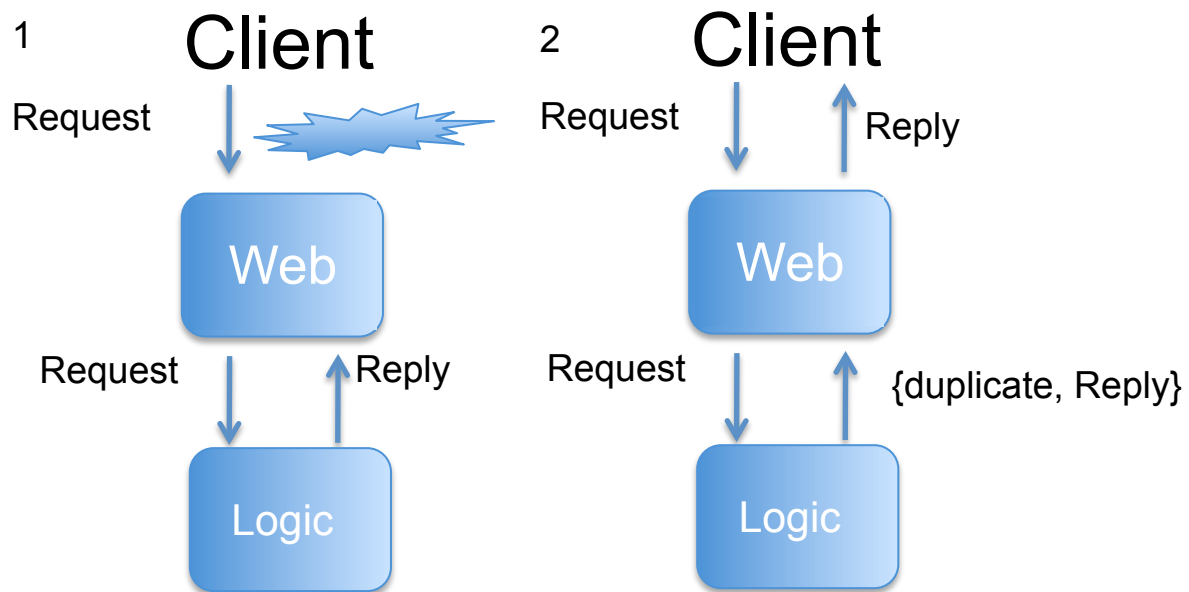 1
Client
Request
Web
Request
Reply
Logic
2
Client
Request
Reply
Web
Request
{duplicate, Reply}
Logic